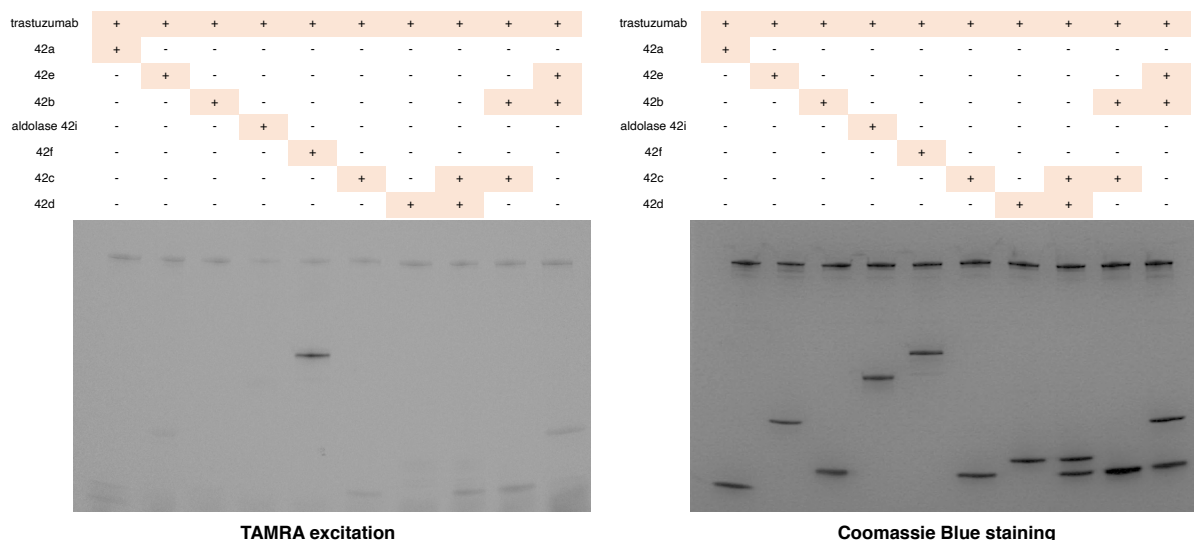 trastuzumab + + + + + + + + + +
42a + - - - - - - - - -
42e - + - - - - - - - +
42b - - + - - - - - + +
aldolase 42i - - - + - - - - - -
42f - - - - + - - - - -
42c - - - - - + - + + -
42d - - - - - - + + - -
TAMRA excitation
trastuzumab + + + + + + + + + +
42a + - - - - - - - - -
42e - + - - - - - - - +
42b - - + - - - - - + +
aldolase 42i - - - + - - - - - -
42f - - - - + - - - - -
42c - - - - - + - + + -
42d - - - - - - + + - -
Coomassie Blue staining